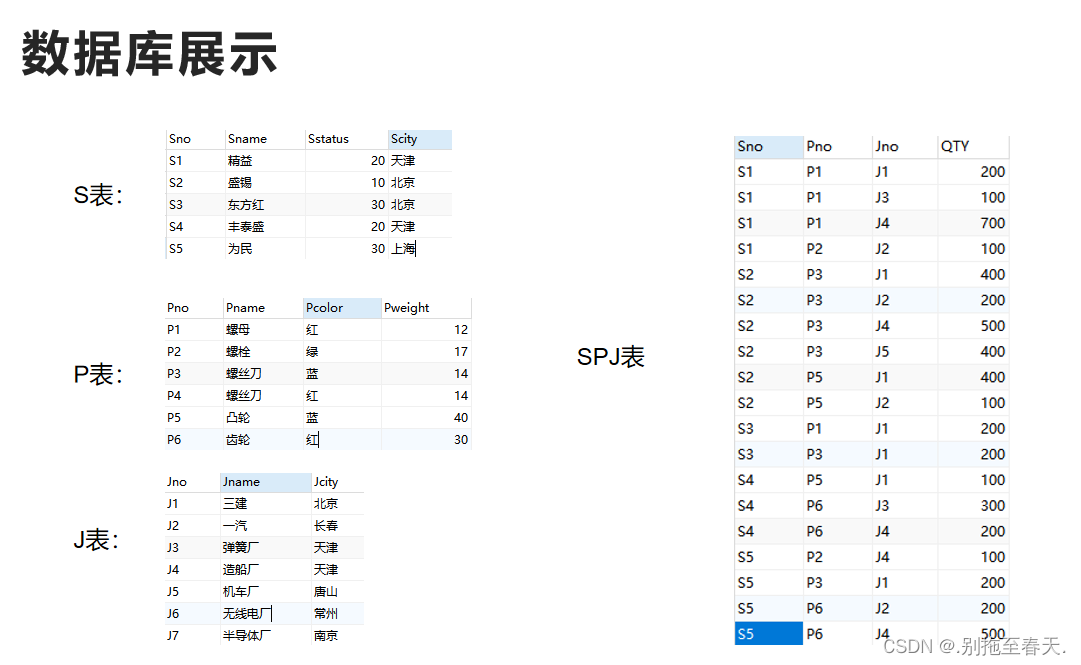 数据库展示
S表：
Sno Sname Sstatus Scity
S1 精益 20 天津
S2 盛锡 10 北京
S3 东方红 30 北京
S4 丰泰盛 20 天津
S5 为民 30 上海
P表：
Pno Pname Pcolor Pweight
P1 螺母 红 12
P2 螺栓 绿 17
P3 螺丝刀 蓝 14
P4 螺丝刀 红 14
P5 凸轮 蓝 40
P6 齿轮 红 30
J表：
Jno Jname Jcity
J1 三建 北京
J2 一汽 长春
J3 弹簧厂 天津
J4 造船厂 天津
J5 机车厂 唐山
J6 无线电厂 常州
J7 半导体厂 南京
SPJ表
Sno Pno Jno QTY
S1 P1 J1 200
S1 P1 J3 100
S1 P1 J4 700
S1 P2 J2 100
S2 P3 J1 400
S2 P3 J2 200
S2 P3 J4 500
S2 P3 J5 400
S2 P5 J1 400
S2 P5 J2 100
S3 P1 J1 200
S3 P3 J1 200
S4 P5 J1 100
S4 P6 J3 300
S4 P6 J4 200
S5 P2 J4 100
S5 P3 J1 200
S5 P6 J2 200
S5 P6 J4 500
CSDN @.别拖至春天.